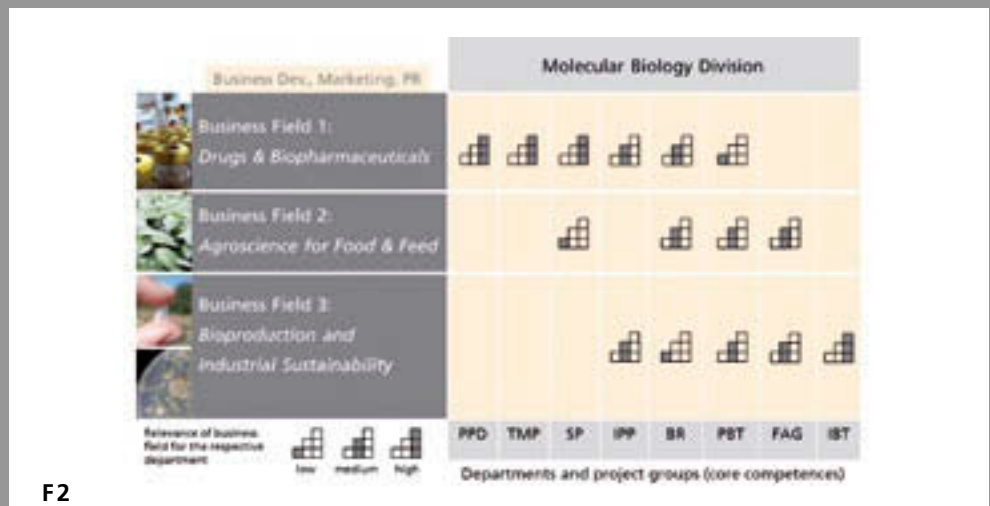 Business Dev., Marketing, PR
Molecular Biology Division
Business Field 1:
Drugs & Biopharmaceuticals
Business Field 2:
Agroscience for Food & Feed
Business Field 3:
Bioproduction and
Industrial Sustainability
Relevance of business
field for the respective
department
low medium high
PPD TMP SP IPP BR PBT FAG IBT
Departments and project groups (core competences)
F2